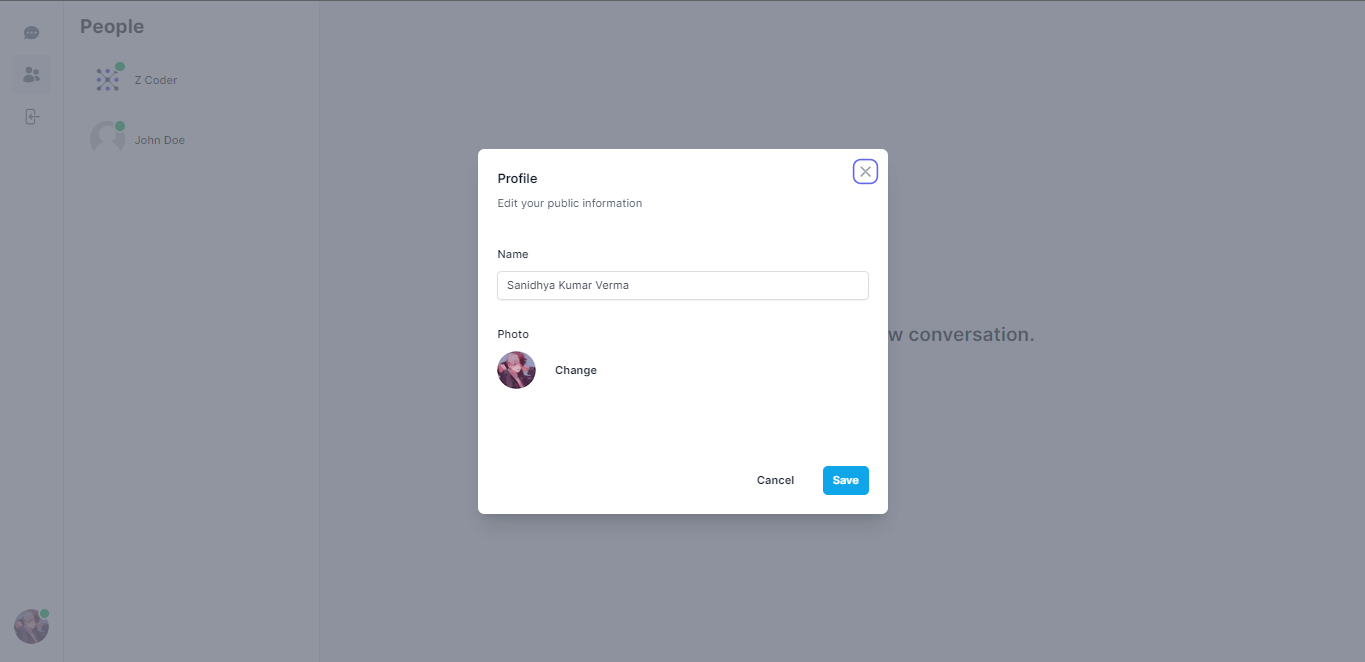 People
Z Coder
John Doe
Profile
Edit your public information
Name
Sanidhya Kumar Verma
Photo
Change
w conversation.
Cancel
Save